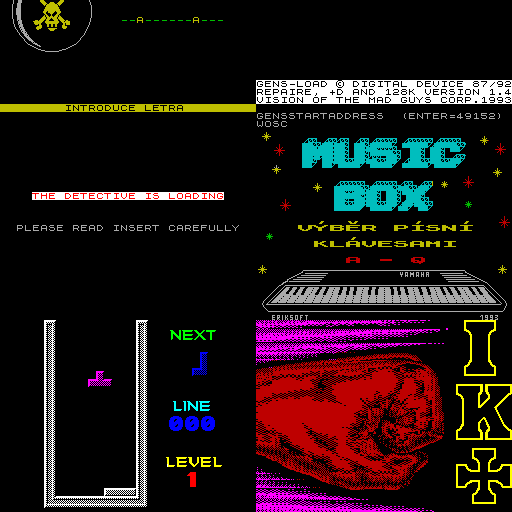 --A-------A---
INTRODUCE LETRA
THE DETECTIVE IS LOADING
PLEASE READ INSERT CAREFULLY
GENS-LOAD © DIGITAL DEVICE 87/92
REPAIRE, +D AND 128K VERSION 1.4
VISION OF THE MAD GUYS CORP.1993
GENSSTARTADDRESS (ENTER=49152)
WOSC
MUSIC
BOX
VÝBĚR PÍSNÍ
KLÁVESAMI
A - Q
YAMAHA
ERIKSOFT 1992
NEXT
LINE
000
LEVEL
1
IK+